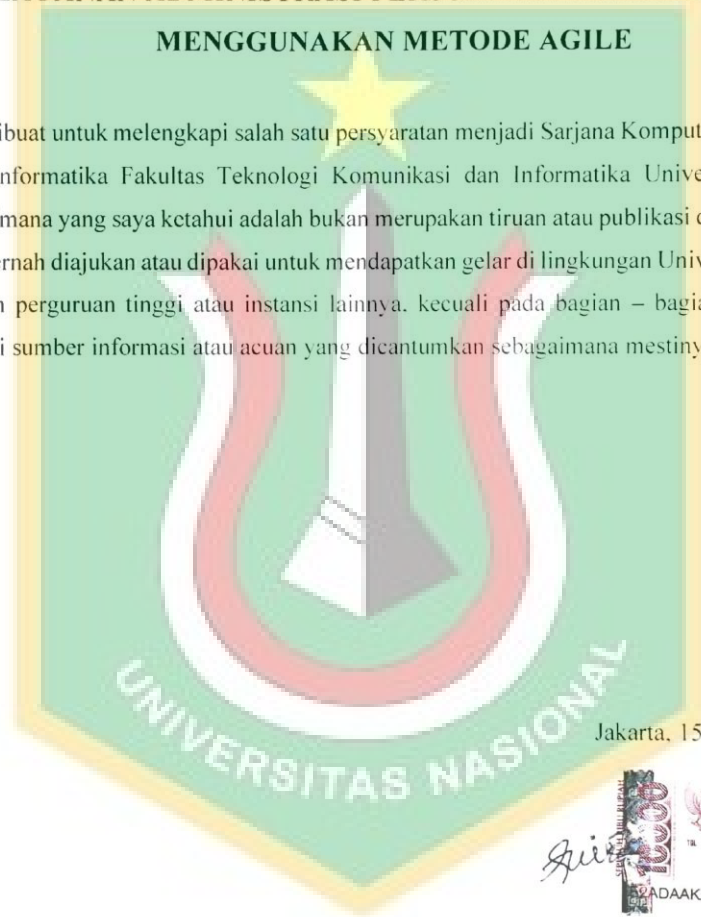 MENGGUNAKAN METODE AGILE
ibuat untuk melengkapi salah satu persyaratan menjadi Sarjana Komput
nformatika Fakultas Teknologi Komunikasi dan Informatika Unive
mana yang saya ketahui adalah bukan merupakan tiruan atau publikasi
ernah diajukan atau dipakai untuk mendapatkan gelar di lingkungan Univ
perguruan tinggi atau instansi lainnya, kecuali pada bagian – bagia
i sumber informasi atau acuan yang dicantumkan sebagaimana mestiny
UNIVERSITAS NASIONAL
Jakarta, 15
10000
ADAAK